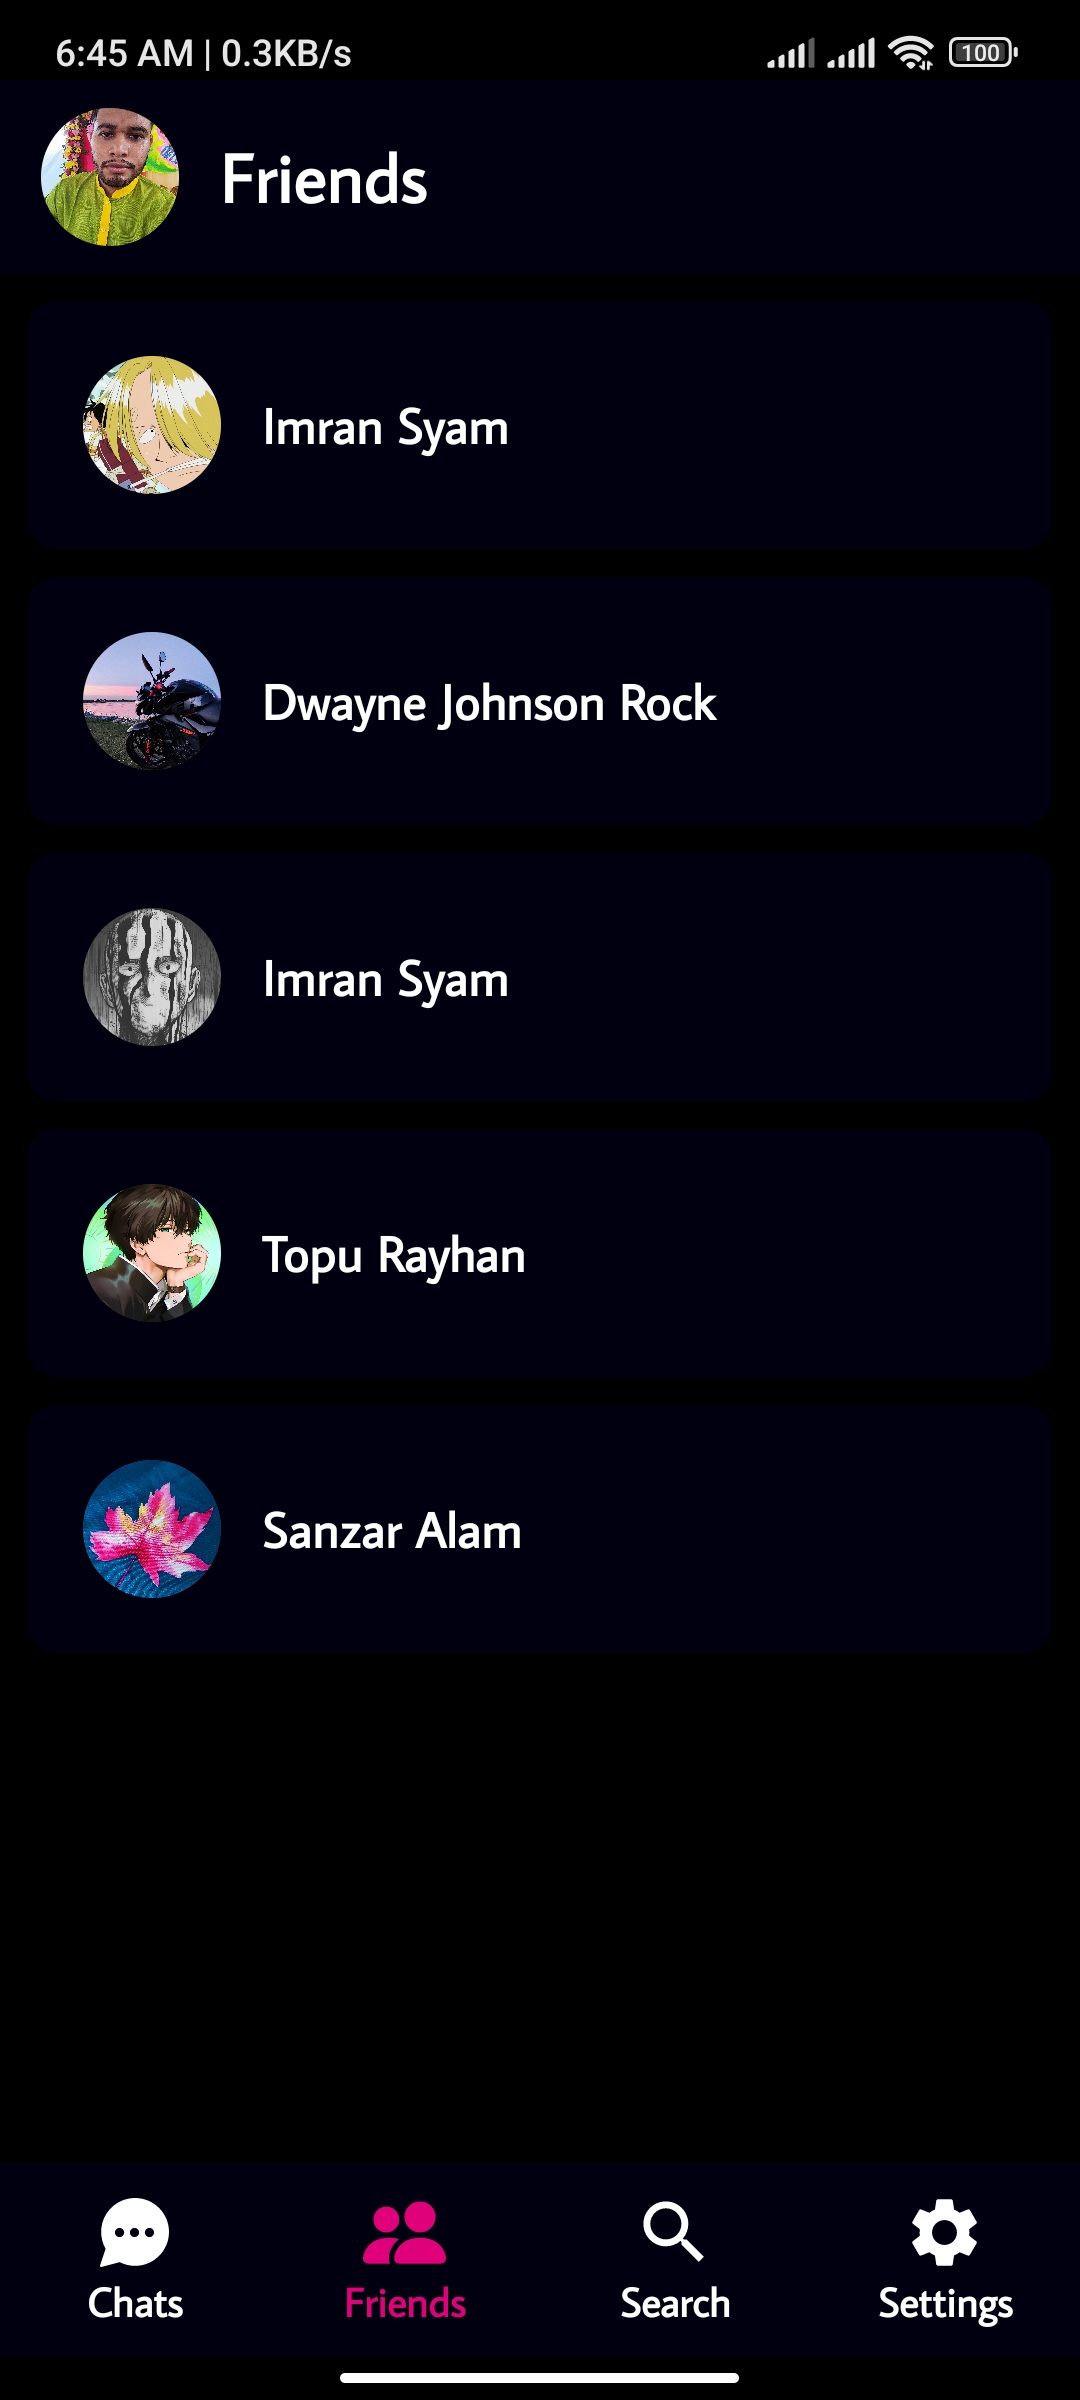 6:45 AM | 0.3KB/s
100
Friends
Imran Syam
Dwayne Johnson Rock
Imran Syam
Topu Rayhan
Sanzar Alam
Chats
Friends
Search
Settings